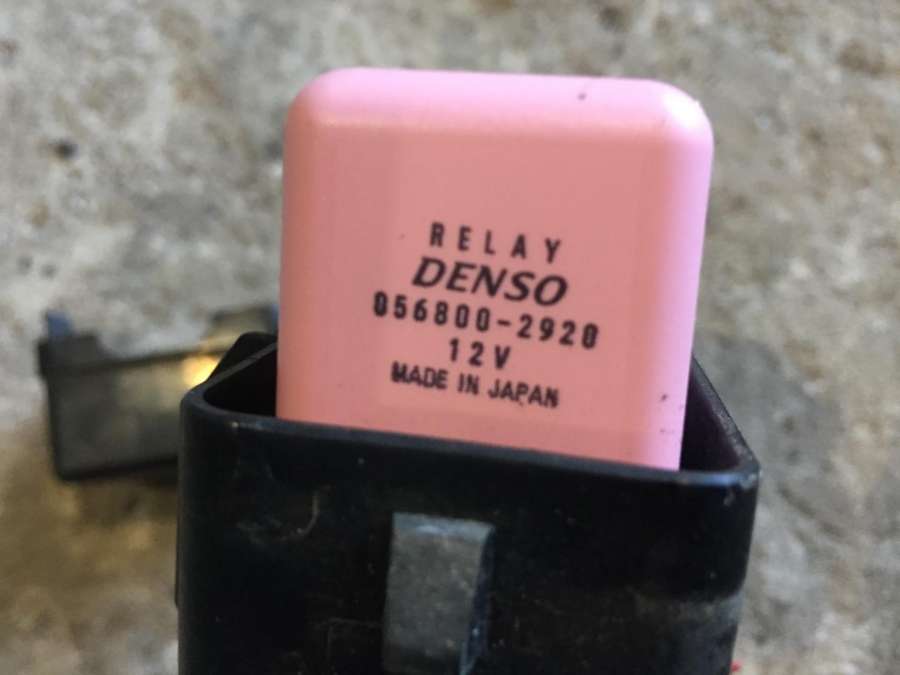 RELAY
DENSO
056800-2920
12V
MADE IN JAPAN